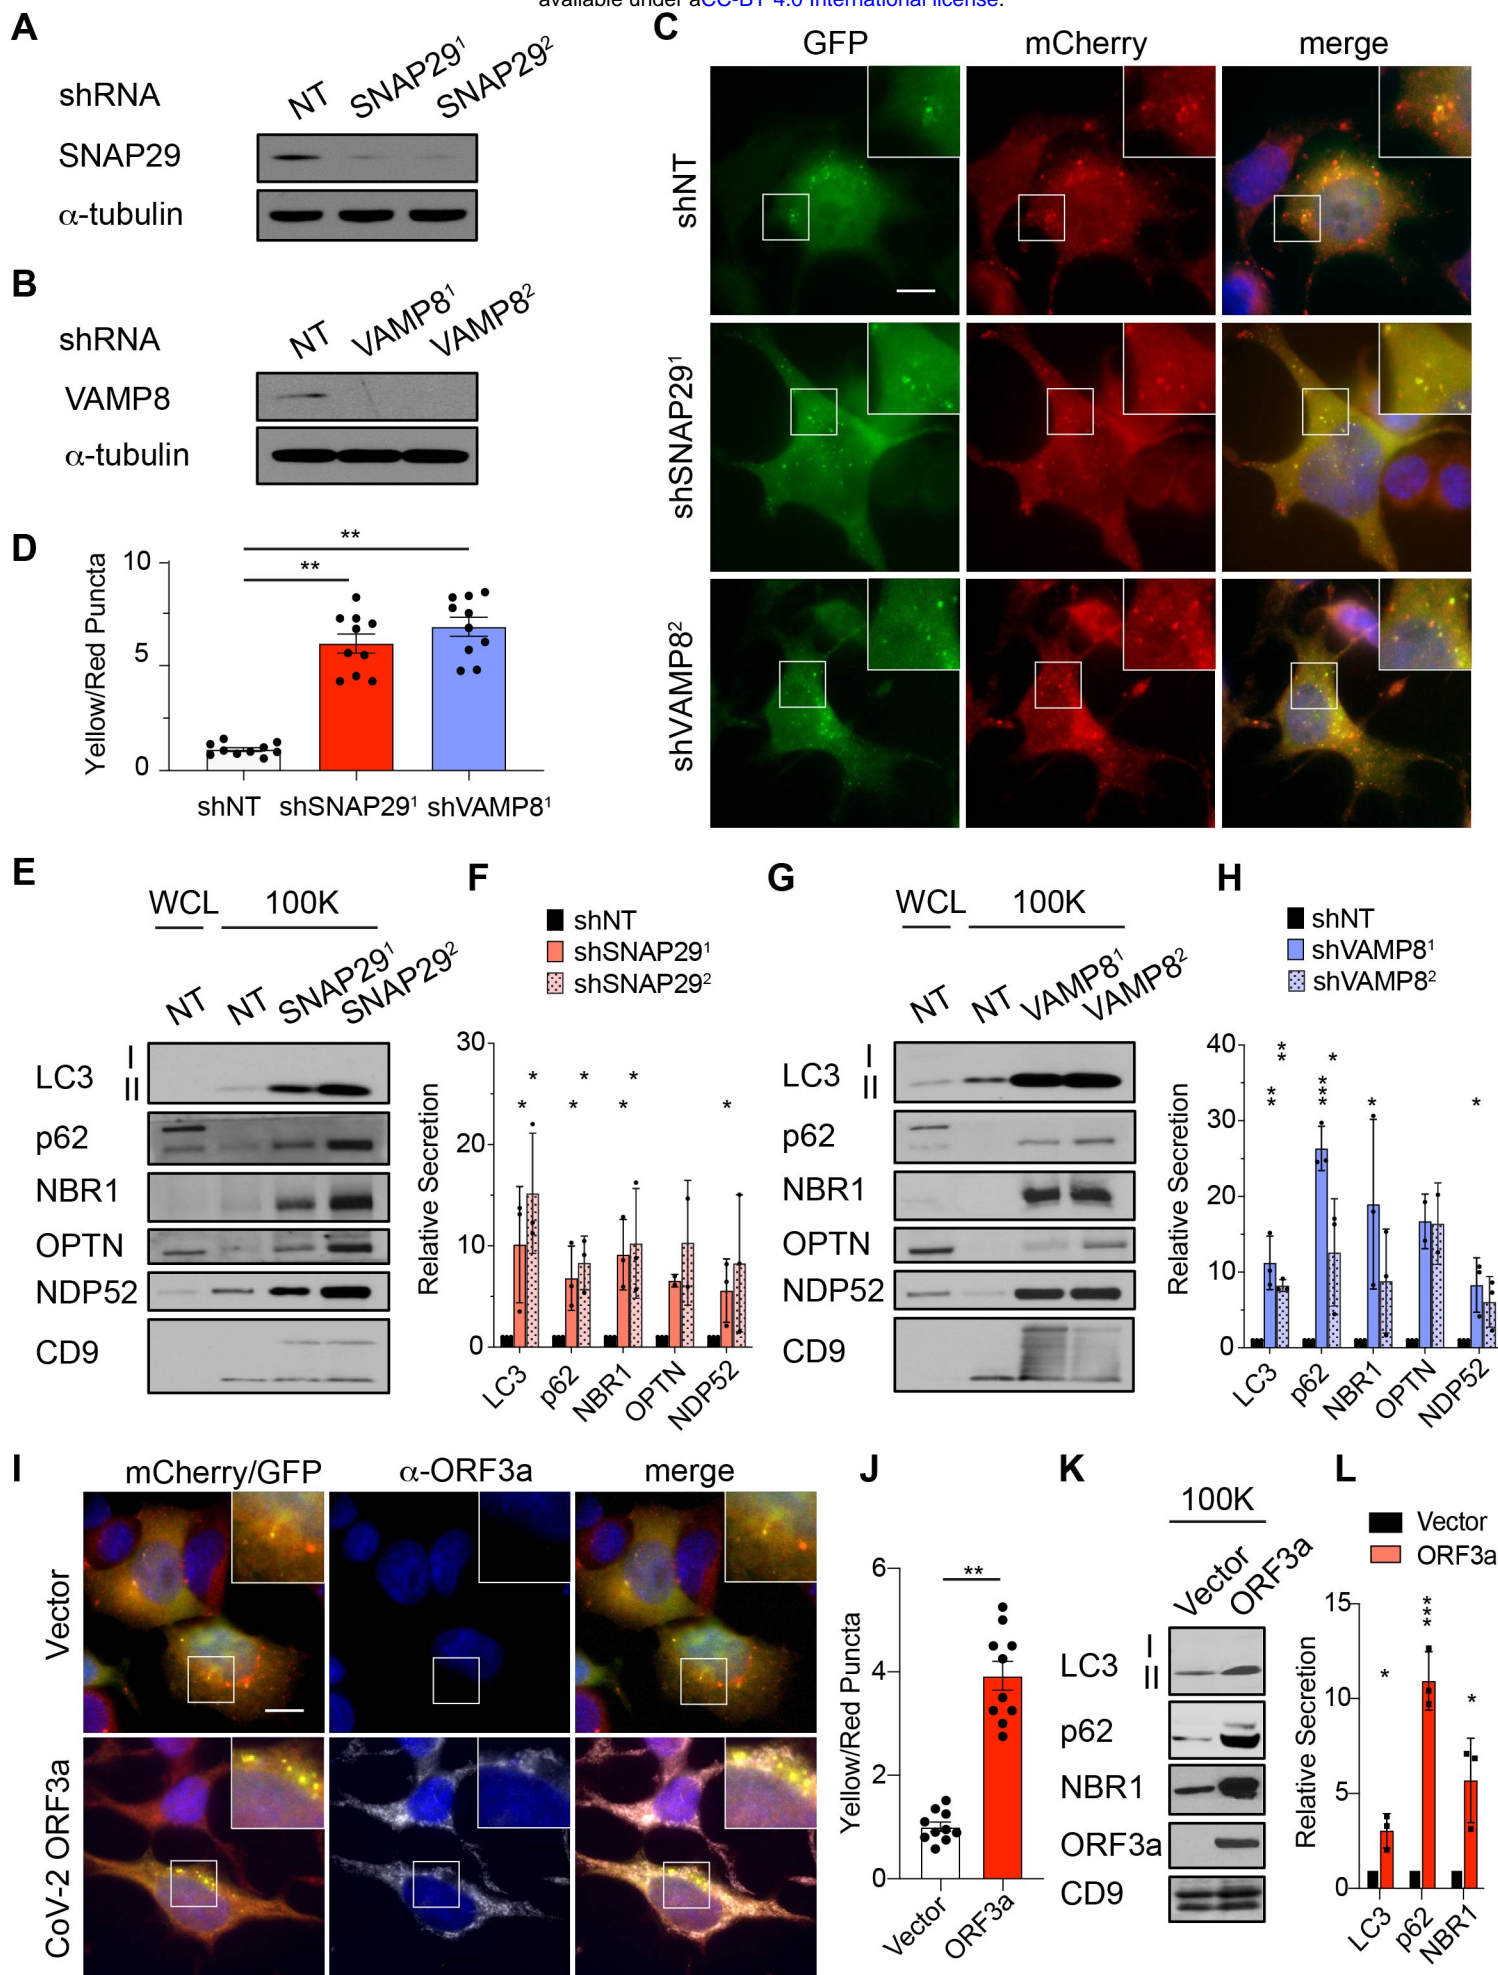 available under aCC-BY 4.0 International license.
A
shRNA
NT
SNAP29¹
SNAP29²
SNAP29
α-tubulin
B
shRNA
NT
VAMP8¹
VAMP8²
VAMP8
α-tubulin
C
GFP
mCherry
merge
shNT
shSNAP29¹
shVAMP8²
D
Yellow/Red Puncta
10
5
0
**
**
shNT
shSNAP29¹
shVAMP8¹
E
WCL
100K
NT
NT
SNAP29¹
SNAP29²
LC3
I
II
p62
NBR1
OPTN
NDP52
CD9
F
shNT
shSNAP29¹
shSNAP29²
Relative Secretion
30
20
10
0
* * * * * * *
LC3
p62
NBR1
OPTN
NDP52
G
WCL
100K
NT
NT
VAMP8¹
VAMP8²
LC3
I
II
p62
NBR1
OPTN
NDP52
CD9
H
shNT
shVAMP8¹
shVAMP8²
Relative Secretion
40
30
20
10
0
** ** *** * * *
LC3
p62
NBR1
OPTN
NDP52
I
mCherry/GFP
α-ORF3a
merge
Vector
CoV-2 ORF3a
J
Yellow/Red Puncta
6
4
2
0
**
Vector
ORF3a
K
100K
Vector
ORF3a
LC3
I
II
p62
NBR1
ORF3a
CD9
L
Vector
ORF3a
Relative Secretion
15
10
5
0
* *** *
LC3
p62
NBR1